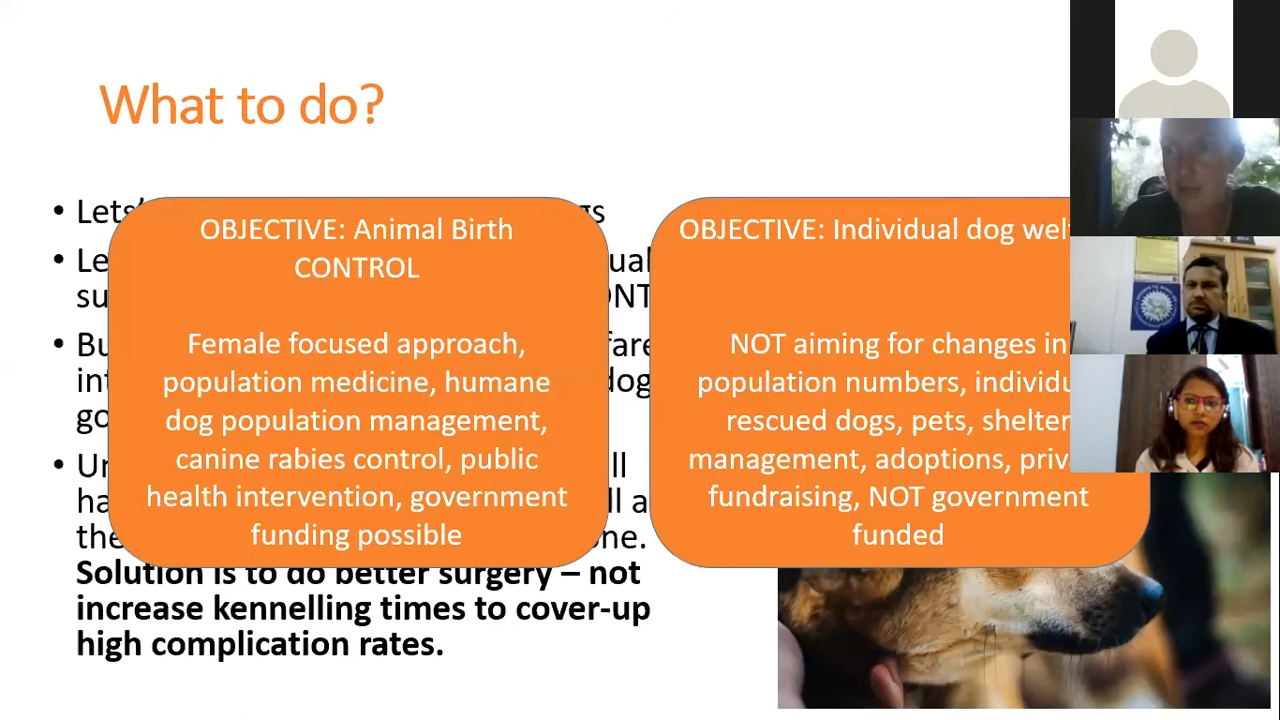 What to do?
OBJECTIVE: Animal Birth
CONTROL
Female focused approach,
population medicine, humane
dog population management,
canine rabies control, public
health intervention, government
funding possible
OBJECTIVE: Individual dog
NOT aiming for changes in
population numbers,
rescued dogs, pets, shelter
management, adoptions,
fundraising, NOT government
funded
Solution is to do better surgery – not
increase kennelling times to cover-up
high complication rates.